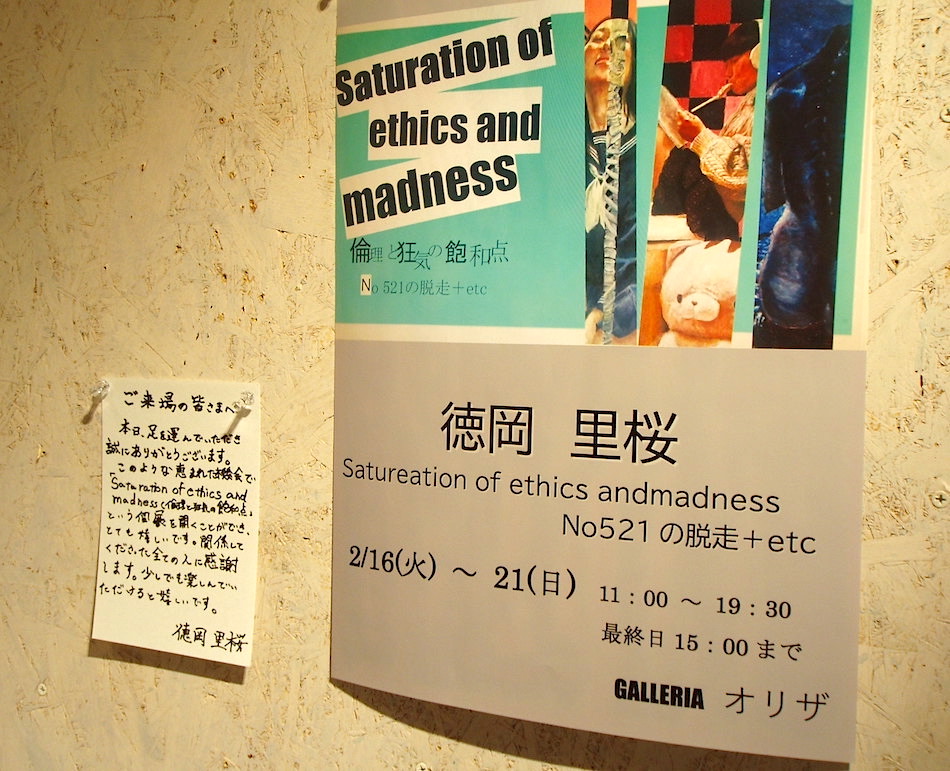 Saturation of
ethics and
madness
倫理と狂気の飽和点
No 521の脱走＋etc
徳岡 里桜
Satureation of ethics andmadness
No521 の脱走＋etc
2/16(火) ～ 21(日) 11：00 ～ 19：30
最終日 15：00 まで
GALLERIA オリザ
ご来場の皆さまへ
本日、足を運んでいただき
誠にありがとうございます。
このような恵まれた機会で
「Saturation of ethics and
madness(倫理と狂気の飽和点)」
という個展を開くことができ、
とても嬉しいです。関係して
くださった全ての人に感謝
します。少しでも楽しんでい
ただけると嬉しいです。
徳岡 里桜